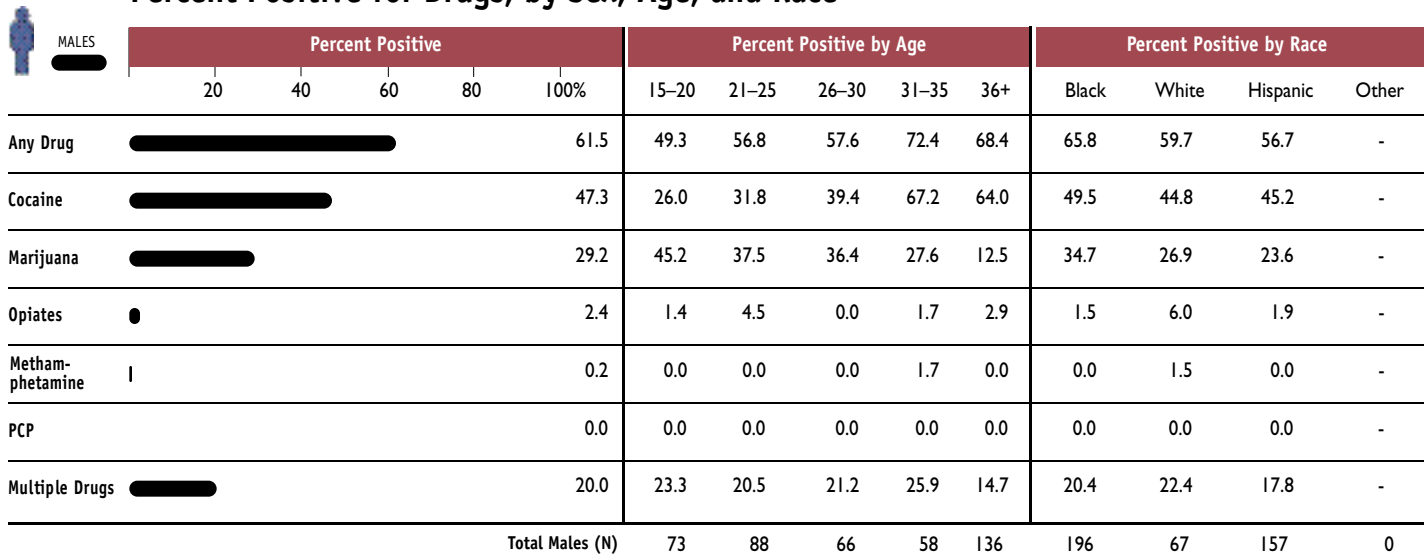 Percent Positive for Drugs, by Sex, Age, and Race
MALES Percent Positive Percent Positive by Age Percent Positive by Race
20 40 60 80 100% 15–20 21–25 26–30 31–35 36+ Black White Hispanic Other
Any Drug 61.5 49.3 56.8 57.6 72.4 68.4 65.8 59.7 56.7 -
Cocaine 47.3 26.0 31.8 39.4 67.2 64.0 49.5 44.8 45.2 -
Marijuana 29.2 45.2 37.5 36.4 27.6 12.5 34.7 26.9 23.6 -
Opiates 2.4 1.4 4.5 0.0 1.7 2.9 1.5 6.0 1.9 -
Metham-
phetamine 0.2 0.0 0.0 0.0 1.7 0.0 0.0 1.5 0.0 -
PCP 0.0 0.0 0.0 0.0 0.0 0.0 0.0 0.0 0.0 -
Multiple Drugs 20.0 23.3 20.5 21.2 25.9 14.7 20.4 22.4 17.8 -
Total Males (N) 73 88 66 58 136 196 67 157 0